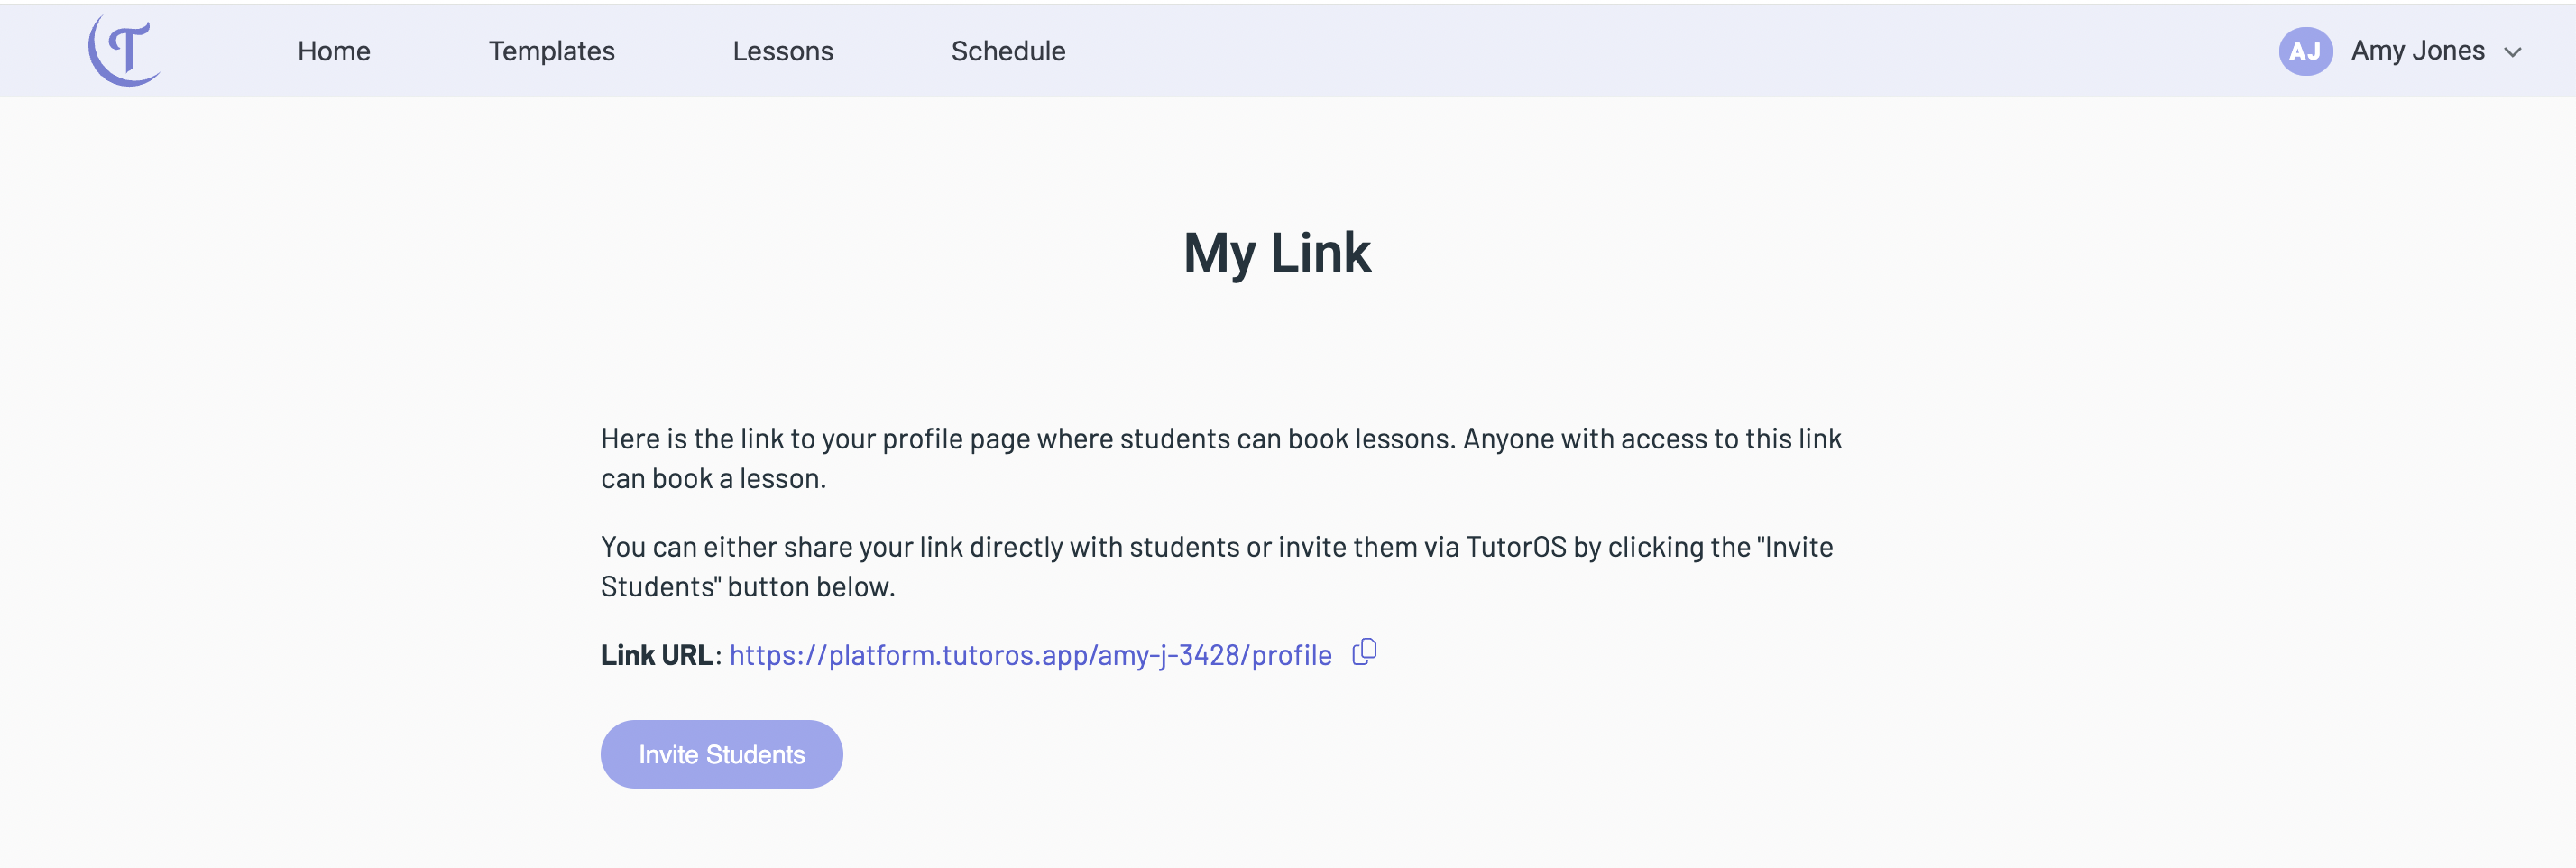 T
Home
Templates
Lessons
Schedule
AJ
Amy Jones
My Link
Here is the link to your profile page where students can book lessons. Anyone with access to this link
can book a lesson.
You can either share your link directly with students or invite them via TutorOS by clicking the "Invite
Students" button below.
Link URL: https://platform.tutoros.app/amy-j-3428/profile
Invite Students